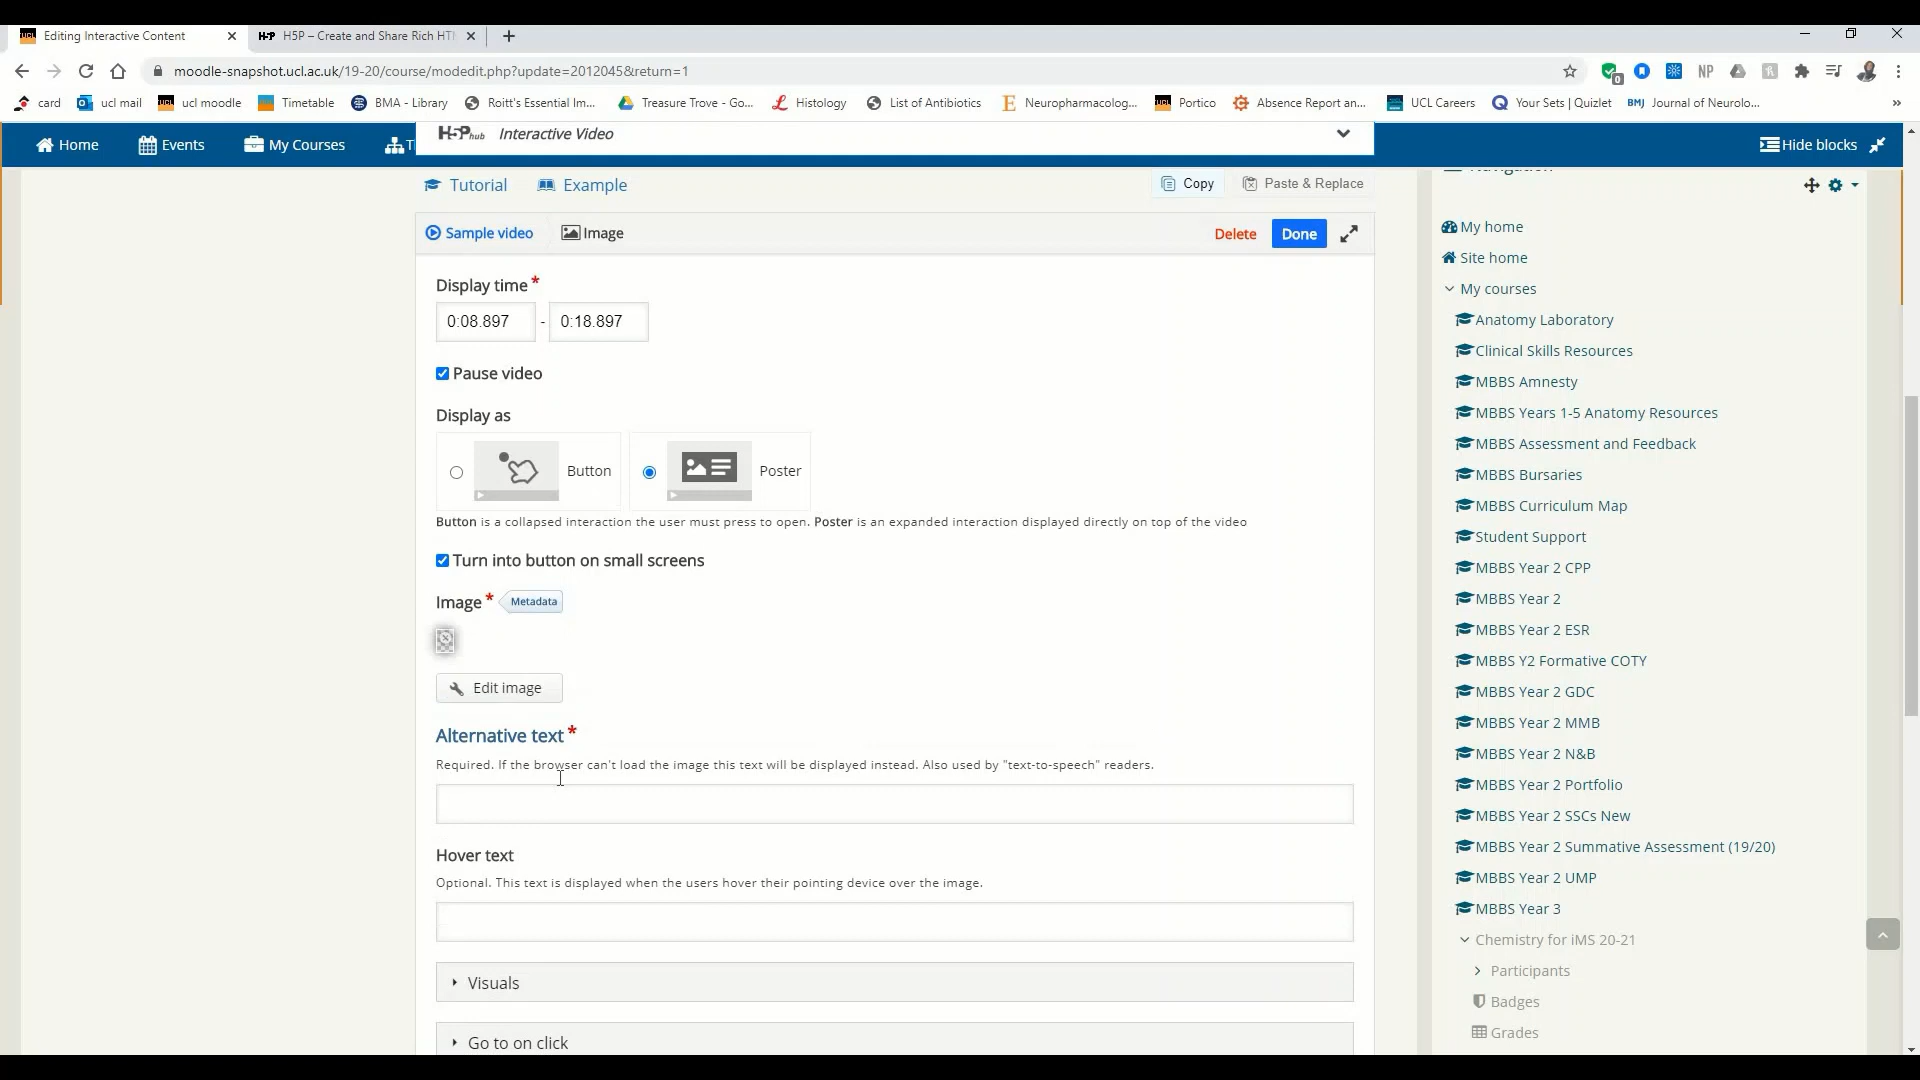 Editing Interactive Content
H5P – Create and Share Rich HT
moodle-snapshot.ucl.ac.uk/19-20/course/modedit.php?update=2012045&return=1
0
NP
card
ucl mail
ucl moodle
Timetable
BMA - Library
Roitt's Essential Im...
Treasure Trove - Go...
Histology
List of Antibiotics
Neuropharmacolog...
Portico
Absence Report an...
UCL Careers
Your Sets | Quizlet
BMJ Journal of Neurolo...
»
Home
Events
My Courses
H5P hub Interactive Video
Hide blocks
Tutorial
Example
Copy
Paste & Replace
Sample video
Image
Delete
Done
Display time *
0:08.897 - 0:18.897
Pause video
Display as
Button
Poster
Button is a collapsed interaction the user must press to open. Poster is an expanded interaction displayed directly on top of the video
Turn into button on small screens
Image * Metadata
Edit image
Alternative text *
Required. If the browser can't load the image this text will be displayed instead. Also used by "text-to-speech" readers.
Hover text
Optional. This text is displayed when the users hover their pointing device over the image.
Visuals
Go to on click
My home
Site home
My courses
Anatomy Laboratory
Clinical Skills Resources
MBBS Amnesty
MBBS Years 1-5 Anatomy Resources
MBBS Assessment and Feedback
MBBS Bursaries
MBBS Curriculum Map
Student Support
MBBS Year 2 CPP
MBBS Year 2
MBBS Year 2 ESR
MBBS Y2 Formative COTY
MBBS Year 2 GDC
MBBS Year 2 MMB
MBBS Year 2 N&B
MBBS Year 2 Portfolio
MBBS Year 2 SSCs New
MBBS Year 2 Summative Assessment (19/20)
MBBS Year 2 UMP
MBBS Year 3
Chemistry for iMS 20-21
Participants
Badges
Grades